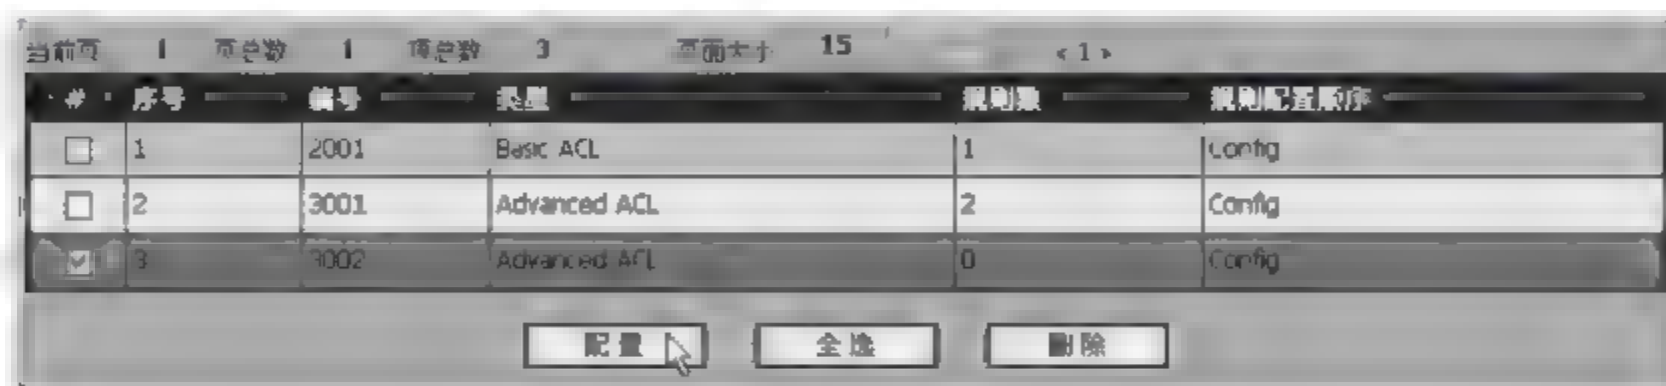 当前页 1 页总数 1 项总数 3 页面大小 15 < 1 >
# 序号 编号 类型 规则数 规则配置顺序
1 2001 Basic ACL 1 Config
2 3001 Advanced ACL 2 Config
3 3002 Advanced ACL 0 Config
配置 全选 删除